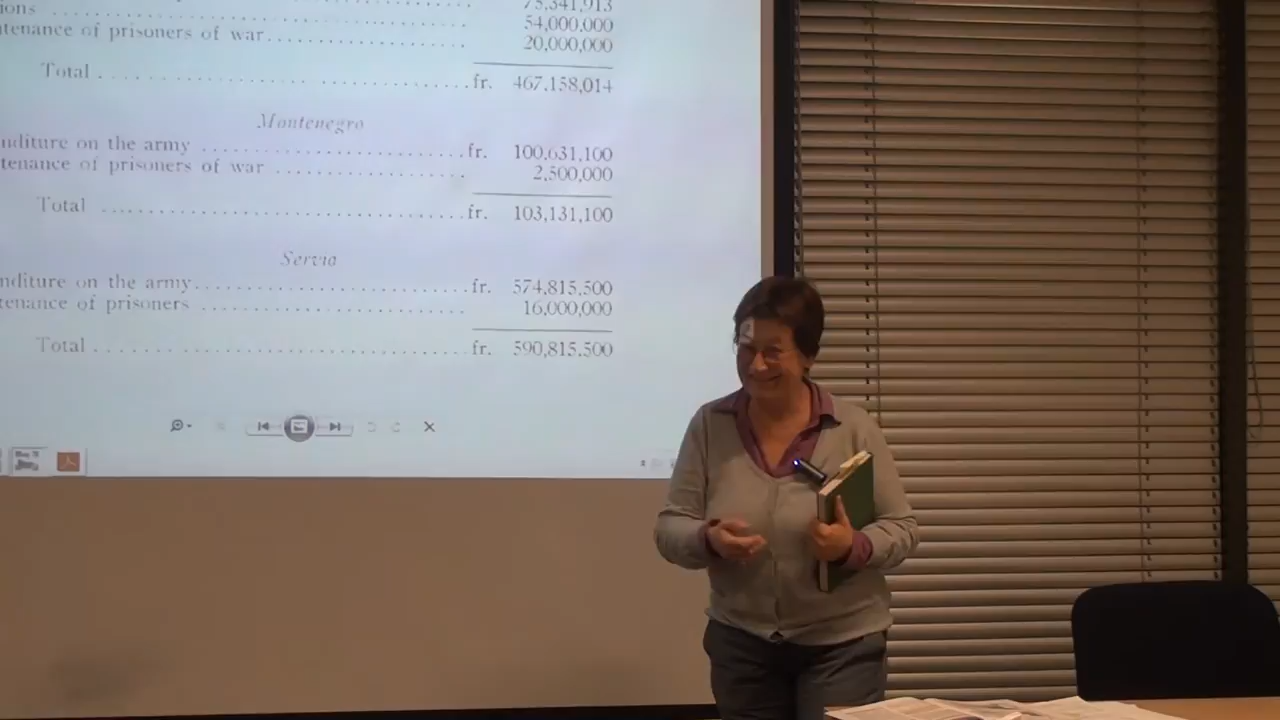 ions ........ 75,341,913
54,000,000
tenance of prisoners of war........ 20,000,000
Total ........ fr. 467,158,014
Montenegro
nditure on the army ........ fr. 100,631,100
tenance of prisoners of war ........ 2,500,000
Total ........ fr. 103,131,100
Servia
nditure on the army ........ fr. 574,815,500
tenance of prisoners ........ 16,000,000
Total ........ fr. 590,815,500